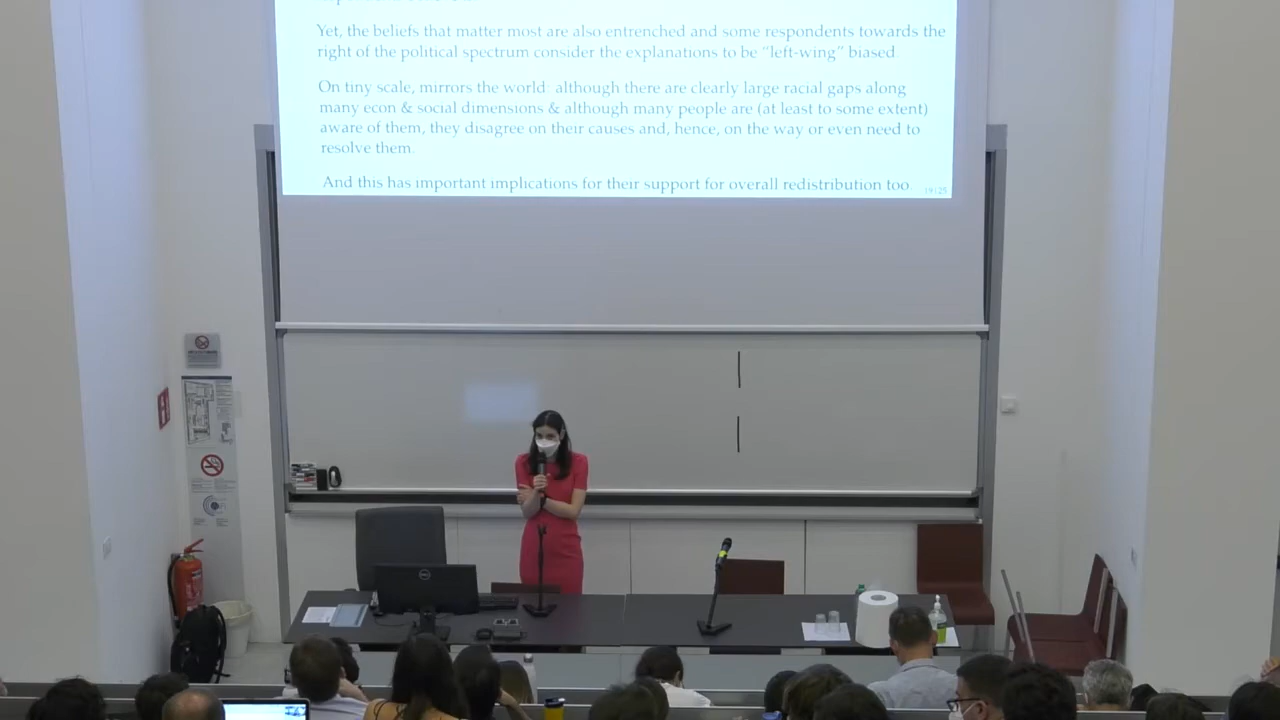 Yet, the beliefs that matter most are also entrenched and some respondents towards the
right of the political spectrum consider the explanations to be “left-wing” biased.
On tiny scale, mirrors the world: although there are clearly large racial gaps along
many econ & social dimensions & although many people are (at least to some extent)
aware of them, they disagree on their causes and, hence, on the way or even need to
resolve them.
And this has important implications for their support for overall redistribution too.
19 | 25
DELL